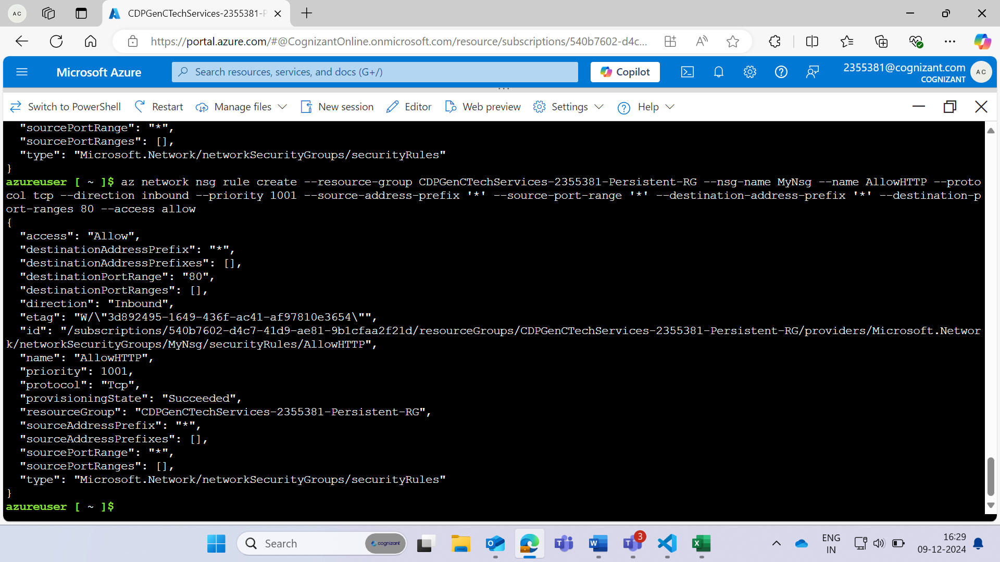 AC
CDPGenCTechServices-2355381-P
https://portal.azure.com/#@CognizantOnline.onmicrosoft.com/resource/subscriptions/540b7602-d4c...
Microsoft Azure
Search resources, services, and docs (G+/)
Copilot
2355381@cognizant.com
COGNIZANT
AC
Switch to PowerShell Restart Manage files New session Editor Web preview Settings Help
  "sourcePortRange": "*",
  "sourcePortRanges": [],
  "type": "Microsoft.Network/networkSecurityGroups/securityRules"
}
azureuser [ ~ ]$ az network nsg rule create --resource-group CDPGenCTechServices-2355381-Persistent-RG --nsg-name MyNsg --name AllowHTTP --proto
col tcp --direction inbound --priority 1001 --source-address-prefix '*' --source-port-range '*' --destination-address-prefix '*' --destination-p
ort-ranges 80 --access allow
{
  "access": "Allow",
  "destinationAddressPrefix": "*",
  "destinationAddressPrefixes": [],
  "destinationPortRange": "80",
  "destinationPortRanges": [],
  "direction": "Inbound",
  "etag": "W/\"3d892495-1649-436f-ac41-af97810e3654\"",
  "id": "/subscriptions/540b7602-d4c7-41d9-ae81-9b1cfaa2f21d/resourceGroups/CDPGenCTechServices-2355381-Persistent-RG/providers/Microsoft.Networ
k/networkSecurityGroups/MyNsg/securityRules/AllowHTTP",
  "name": "AllowHTTP",
  "priority": 1001,
  "protocol": "Tcp",
  "provisioningState": "Succeeded",
  "resourceGroup": "CDPGenCTechServices-2355381-Persistent-RG",
  "sourceAddressPrefix": "*",
  "sourceAddressPrefixes": [],
  "sourcePortRange": "*",
  "sourcePortRanges": [],
  "type": "Microsoft.Network/networkSecurityGroups/securityRules"
}
azureuser [ ~ ]$
Search
cognizant
3
ENG
IN
16:29
09-12-2024